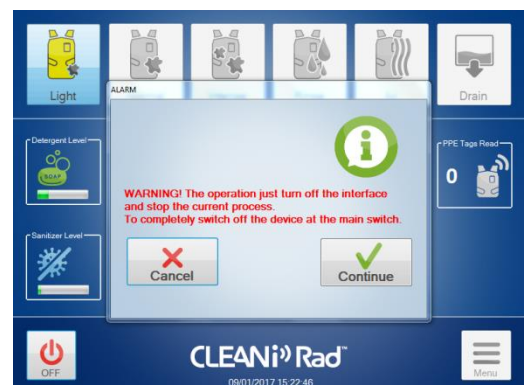 Light
Drain
ALARM
Detergent Level
SOAP
PPE Tags Read
0
WARNING! The operation just turn off the interface
and stop the current process.
To completely switch off the device at the main switch.
Sanitizer Level
Cancel
Continue
OFF
CLEANi Rad™
09/01/2017 15:22:46
Menu